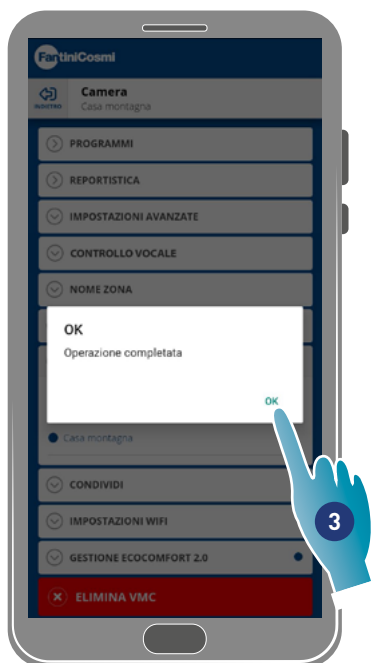 FantiniCosmi
Camera
INDIETRO
Casa montagna
PROGRAMMI
REPORTISTICA
IMPOSTAZIONI AVANZATE
CONTROLLO VOCALE
NOME ZONA
OK
Operazione completata
OK
Casa montagna
CONDIVIDI
IMPOSTAZIONI WIFI
3
GESTIONE ECOCOMFORT 2.0
ELIMINA VMC